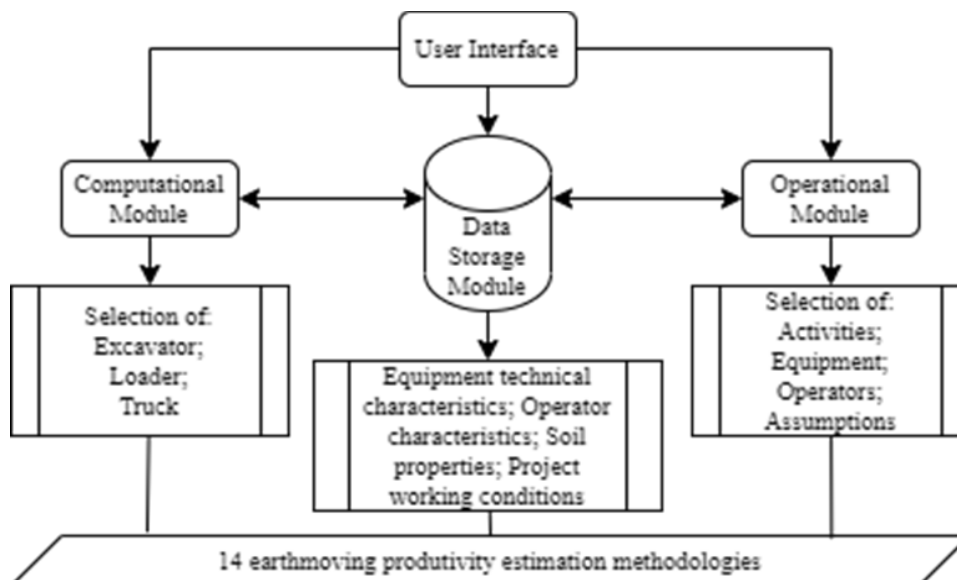 User Interface
Computational
Module
Data
Storage
Module
Operational
Module
Selection of:
Excavator;
Loader;
Truck
Equipment technical
characteristics; Operator
characteristics; Soil
properties; Project
working conditions
Selection of:
Activities;
Equipment;
Operators;
Assumptions
14 earthmoving produtivity estimation methodologies